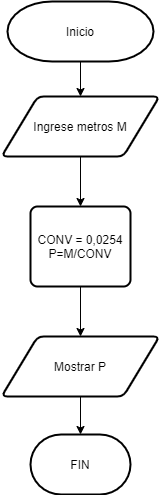 Inicio
Ingrese metros M
CONV = 0,0254
P=M/CONV
Mostrar P
FIN